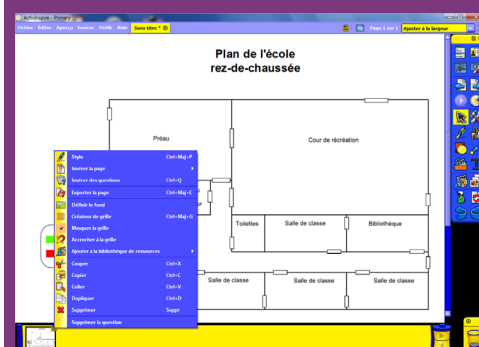 ActivInspire - Primary
Fichier Editer Aperçu Insérer Outils Aide Sans titre *
Page 1 sur 1 Ajuster à la largeur
Plan de l'école
rez-de-chaussée
Préau
Cour de récréation
Stylo Ctrl+Maj+P
Insérer la page
Insérer des questions Ctrl+Q
Exporter la page Ctrl+Maj+E
Définir le fond
Créateur de grille Ctrl+Maj+G
Masquer la grille
Accrocher à la grille
Ajouter à la bibliothèque de ressources
Couper Ctrl+X
Copier Ctrl+C
Coller Ctrl+V
Dupliquer Ctrl+D
Supprimer Suppr
Supprimer la question
Toilettes
Salle de classe
Bibliothèque
Salle de classe
Salle de classe
Salle de classe